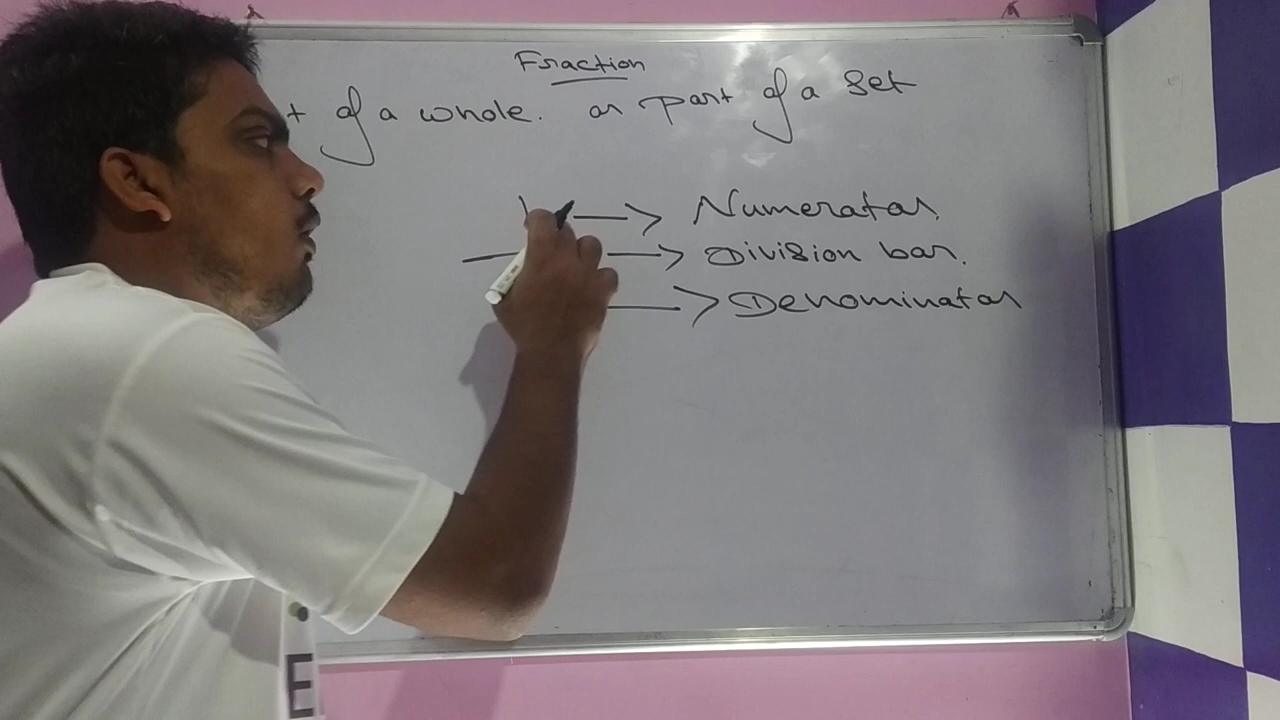 Fraction
of a whole. or part of a set
Numerator
Division bar.
Denominator
E